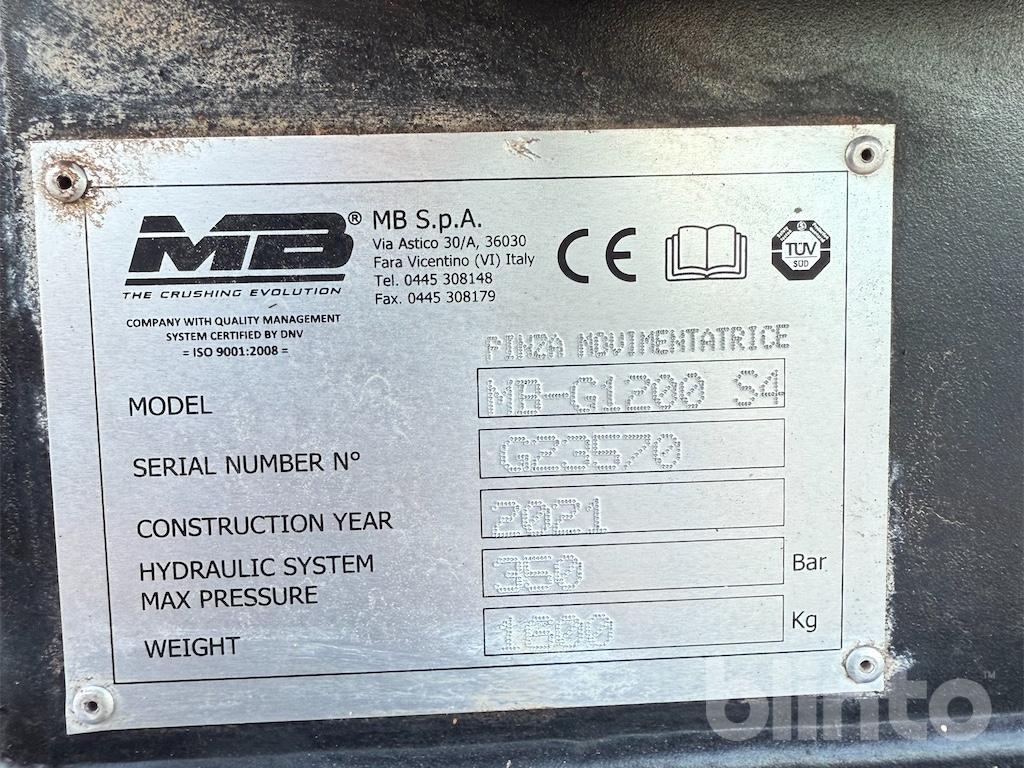 MB ® MB S.p.A.
Via Astico 30/A, 36030
Fara Vicentino (VI) Italy
Tel. 0445 308148
Fax. 0445 308179
THE CRUSHING EVOLUTION
COMPANY WITH QUALITY MANAGEMENT
SYSTEM CERTIFIED BY DNV
= ISO 9001:2008 =
CE
TÜV
SÜD
PINZA MOVIMENTATRICE
MODEL MB-G1200 S4
SERIAL NUMBER N° G23570
CONSTRUCTION YEAR 2021
HYDRAULIC SYSTEM
MAX PRESSURE 350 Bar
WEIGHT Kg
blinto™